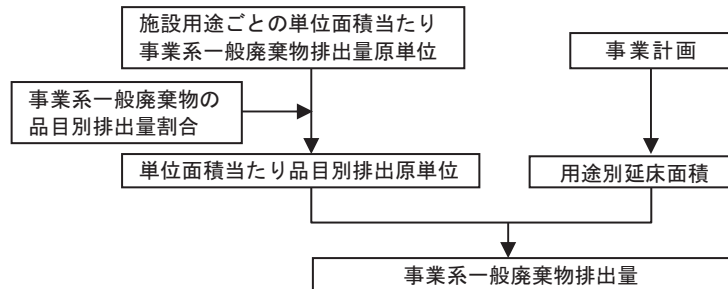 施設用途ごとの単位面積当たり
事業系一般廃棄物排出量原単位
事業計画
事業系一般廃棄物の
品目別排出量割合
単位面積当たり品目別排出原単位
用途別延床面積
事業系一般廃棄物排出量